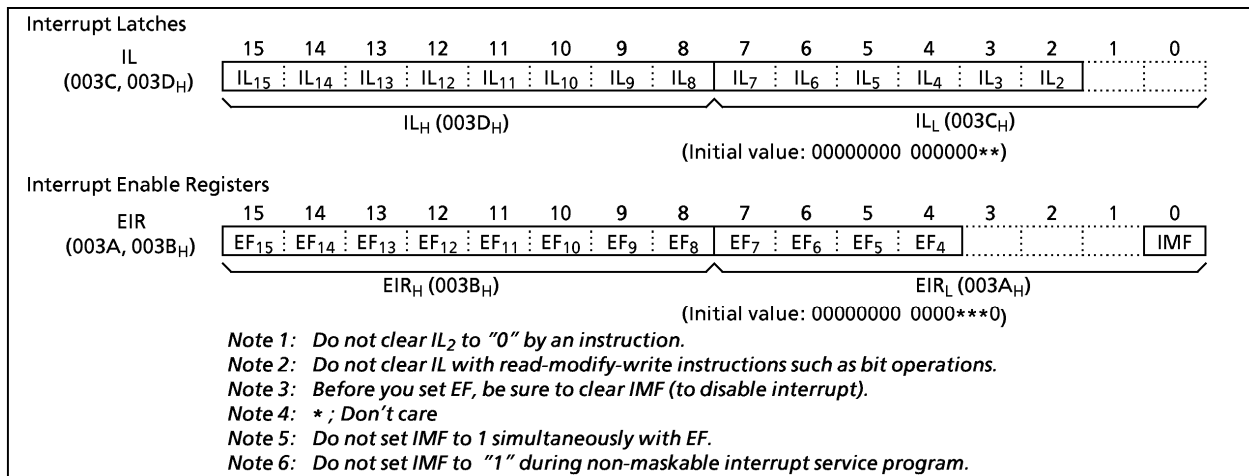 Interrupt Latches
IL 15 14 13 12 11 10 9 8 7 6 5 4 3 2 1 0
(003C, 003DH) IL15 IL14 IL13 IL12 IL11 IL10 IL9 IL8 IL7 IL6 IL5 IL4 IL3 IL2
ILH (003DH) ILL (003CH)
(Initial value: 00000000 000000**)
Interrupt Enable Registers
EIR 15 14 13 12 11 10 9 8 7 6 5 4 3 2 1 0
(003A, 003BH) EF15 EF14 EF13 EF12 EF11 EF10 EF9 EF8 EF7 EF6 EF5 EF4 IMF
EIRH (003BH) EIRL (003AH)
(Initial value: 00000000 0000***0)
Note 1: Do not clear IL2 to "0" by an instruction.
Note 2: Do not clear IL with read-modify-write instructions such as bit operations.
Note 3: Before you set EF, be sure to clear IMF (to disable interrupt).
Note 4: * ; Don't care
Note 5: Do not set IMF to 1 simultaneously with EF.
Note 6: Do not set IMF to "1" during non-maskable interrupt service program.